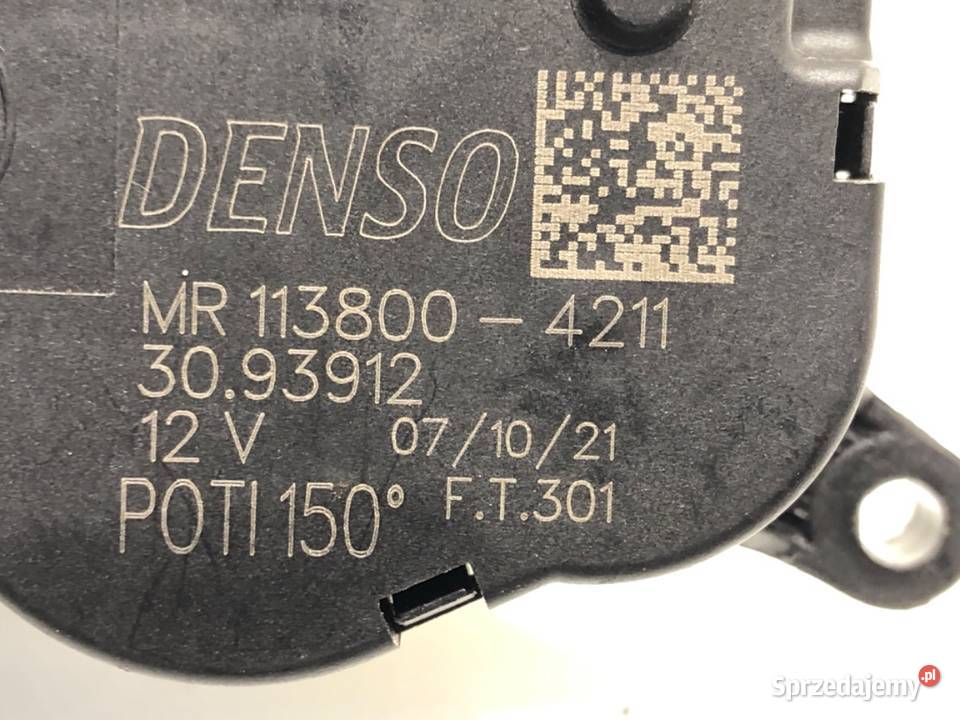 DENSO
MR 113800-4211
30.93912
12 V 07/10/21
POTI 150° F.T.301
Sprzedajemy.pl